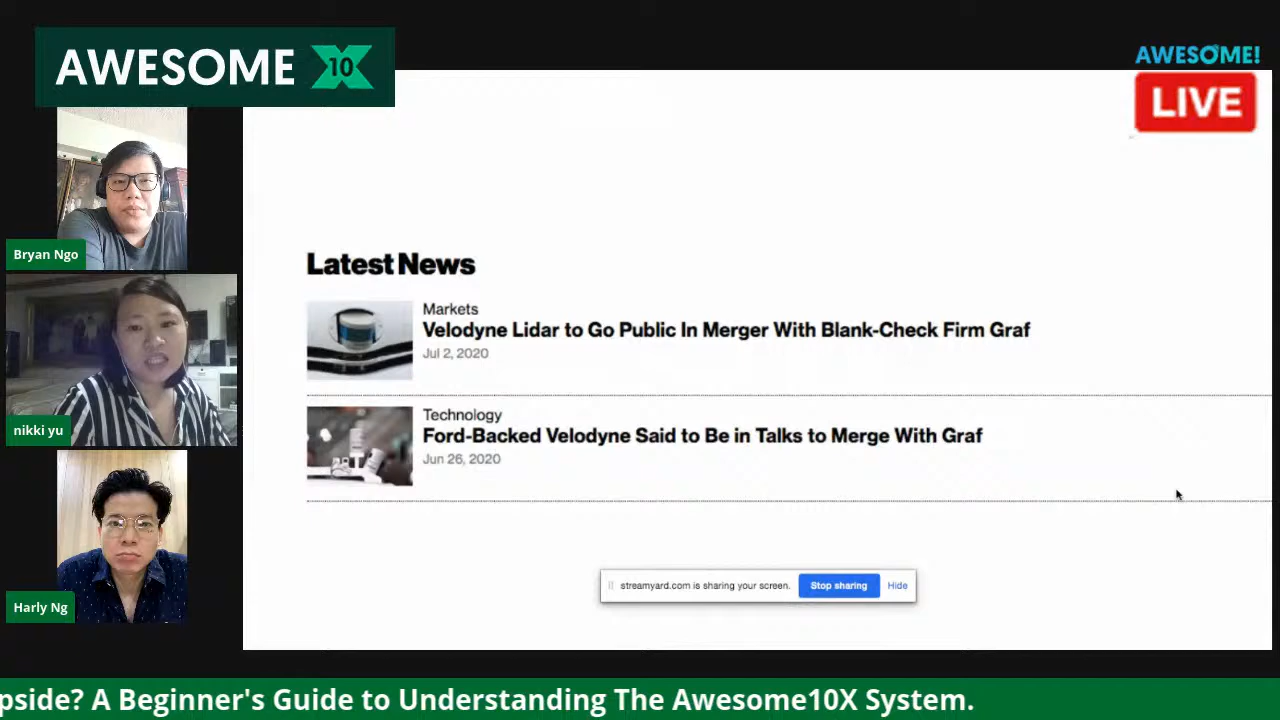 AWESOME 10X
AWESOME!
LIVE
Bryan Ngo
nikki yu
Harly Ng
Latest News
Markets
Velodyne Lidar to Go Public In Merger With Blank-Check Firm Graf
Jul 2, 2020
Technology
Ford-Backed Velodyne Said to Be in Talks to Merge With Graf
Jun 26, 2020
streamyard.com is sharing your screen. Stop sharing Hide
pside? A Beginner's Guide to Understanding The Awesome10X System.